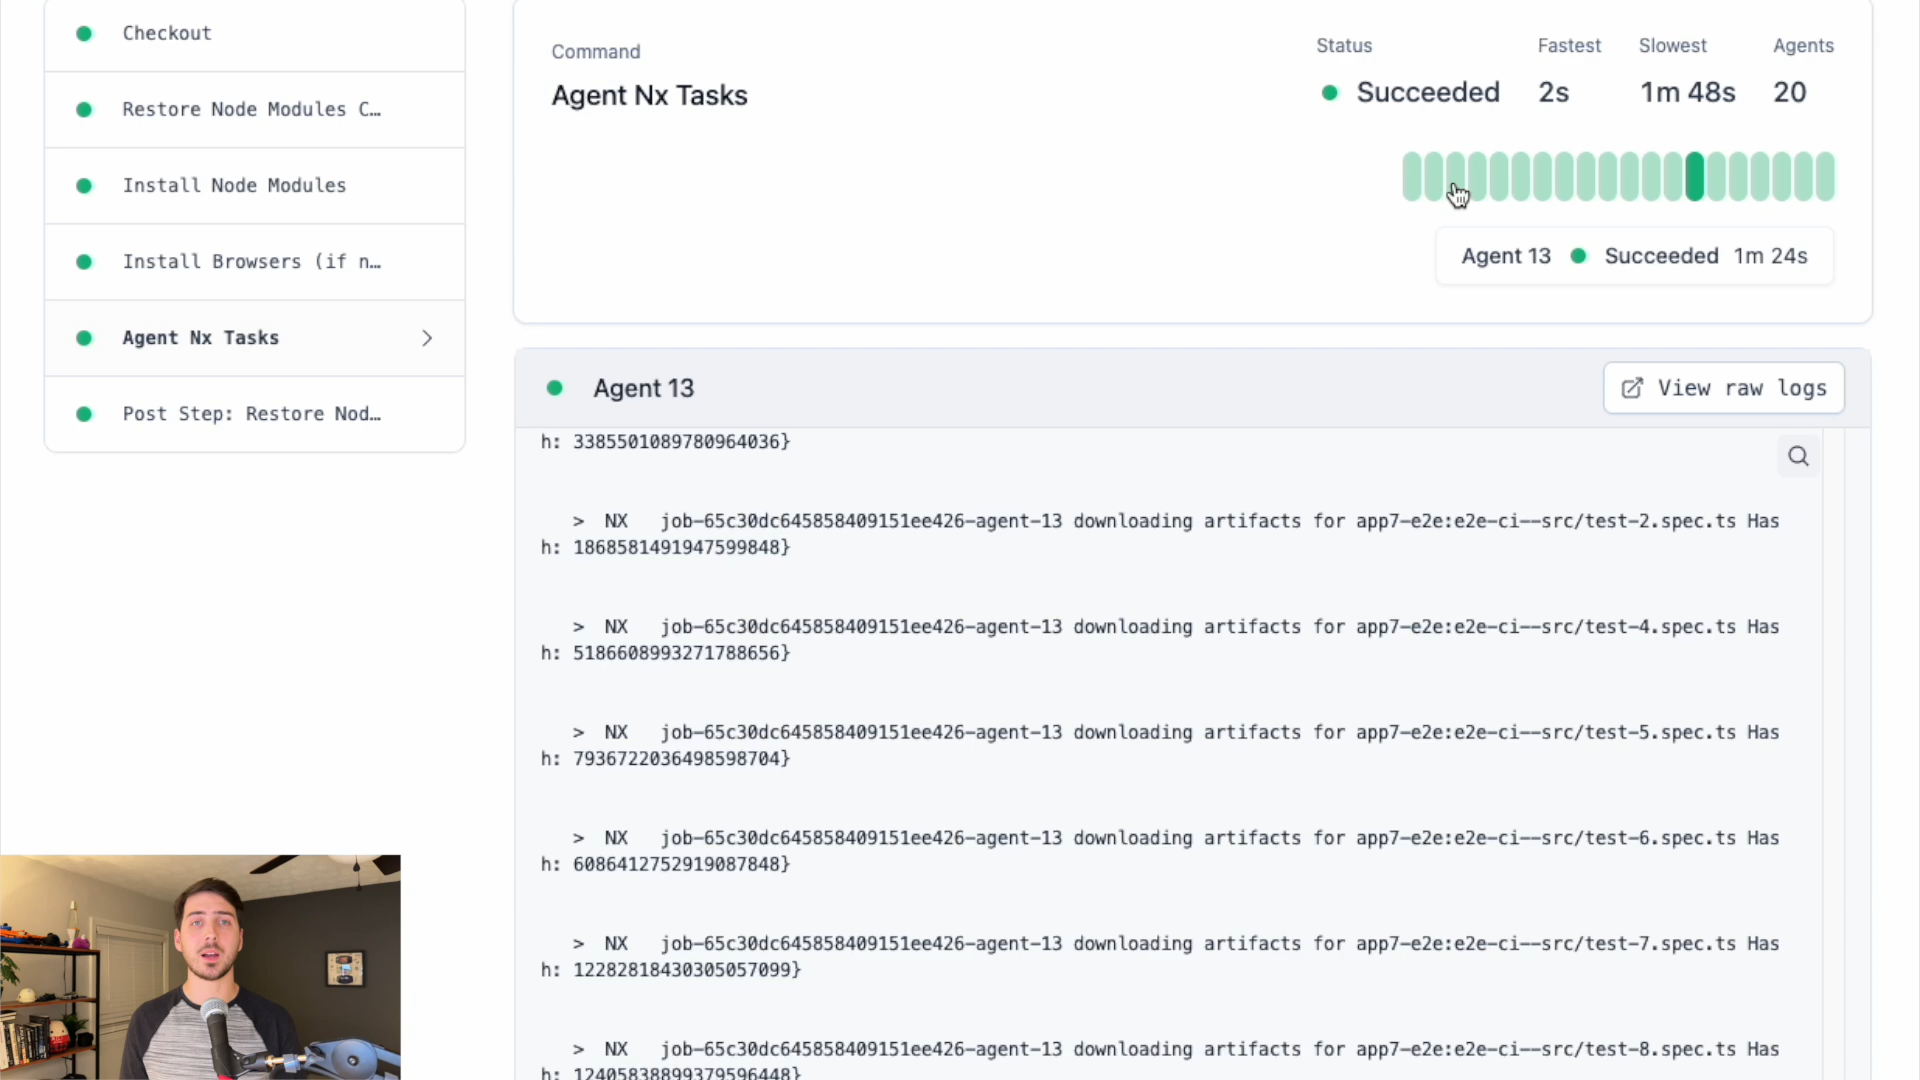 Checkout
Restore Node Modules C…
Install Node Modules
Install Browsers (if n…
Agent Nx Tasks
Post Step: Restore Nod…
Command
Agent Nx Tasks
Status
Succeeded
Fastest
2s
Slowest
1m 48s
Agents
20
Agent 13 Succeeded 1m 24s
Agent 13
View raw logs
h: 3385501089780964036}
> NX job-65c30dc645858409151ee426-agent-13 downloading artifacts for app7-e2e:e2e-ci--src/test-2.spec.ts Has
h: 1868581491947599848}
> NX job-65c30dc645858409151ee426-agent-13 downloading artifacts for app7-e2e:e2e-ci--src/test-4.spec.ts Has
h: 5186608993271788656}
> NX job-65c30dc645858409151ee426-agent-13 downloading artifacts for app7-e2e:e2e-ci--src/test-5.spec.ts Has
h: 7936722036498598704}
> NX job-65c30dc645858409151ee426-agent-13 downloading artifacts for app7-e2e:e2e-ci--src/test-6.spec.ts Has
h: 6086412752919087848}
> NX job-65c30dc645858409151ee426-agent-13 downloading artifacts for app7-e2e:e2e-ci--src/test-7.spec.ts Has
h: 12282818430305057099}
> NX job-65c30dc645858409151ee426-agent-13 downloading artifacts for app7-e2e:e2e-ci--src/test-8.spec.ts Has
h: 12405838899379596448}